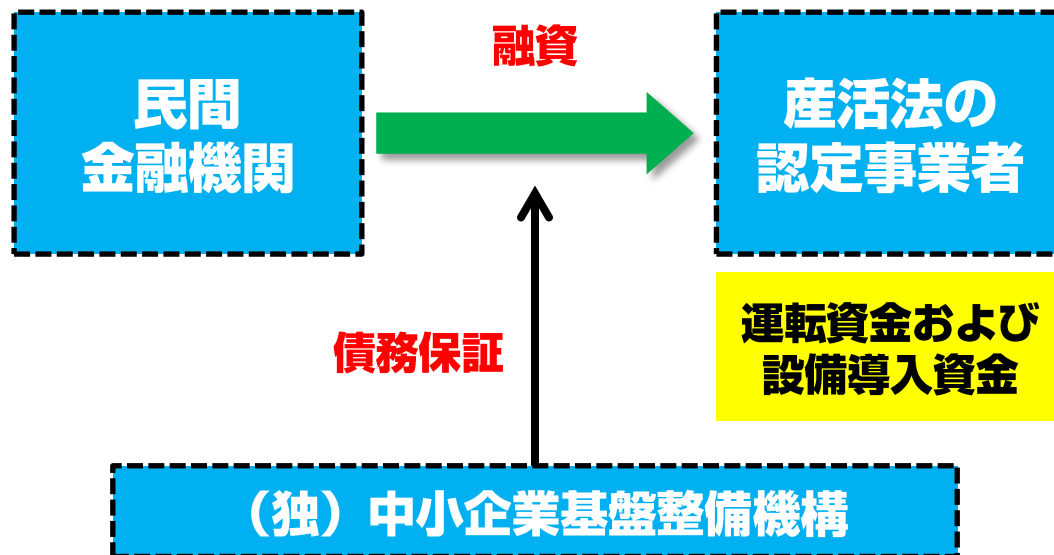 融資
民間
金融機関
産活法の
認定事業者
運転資金および
設備導入資金
債務保証
（独）中小企業基盤整備機構